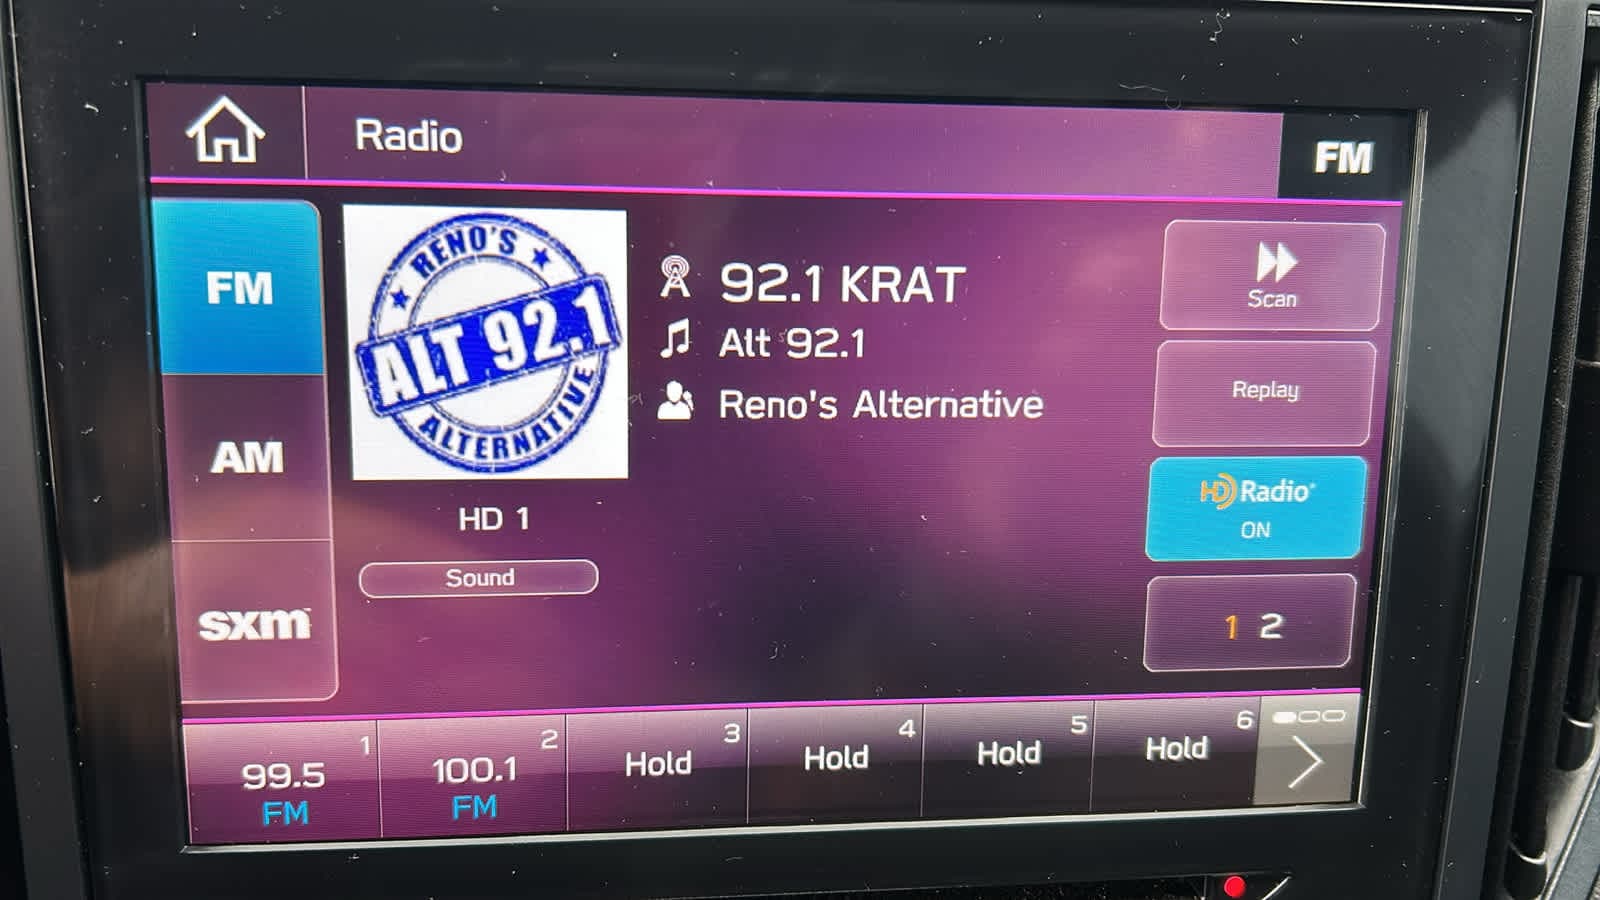 Radio
FM
FM
AM
sxm
RENO'S
ALT 92.1
ALTERNATIVE
HD 1
Sound
92.1 KRAT
Alt 92.1
Reno's Alternative
Scan
Replay
HD Radio
ON
1 2
1
99.5
FM
2
100.1
FM
3
Hold
4
Hold
5
Hold
6
Hold